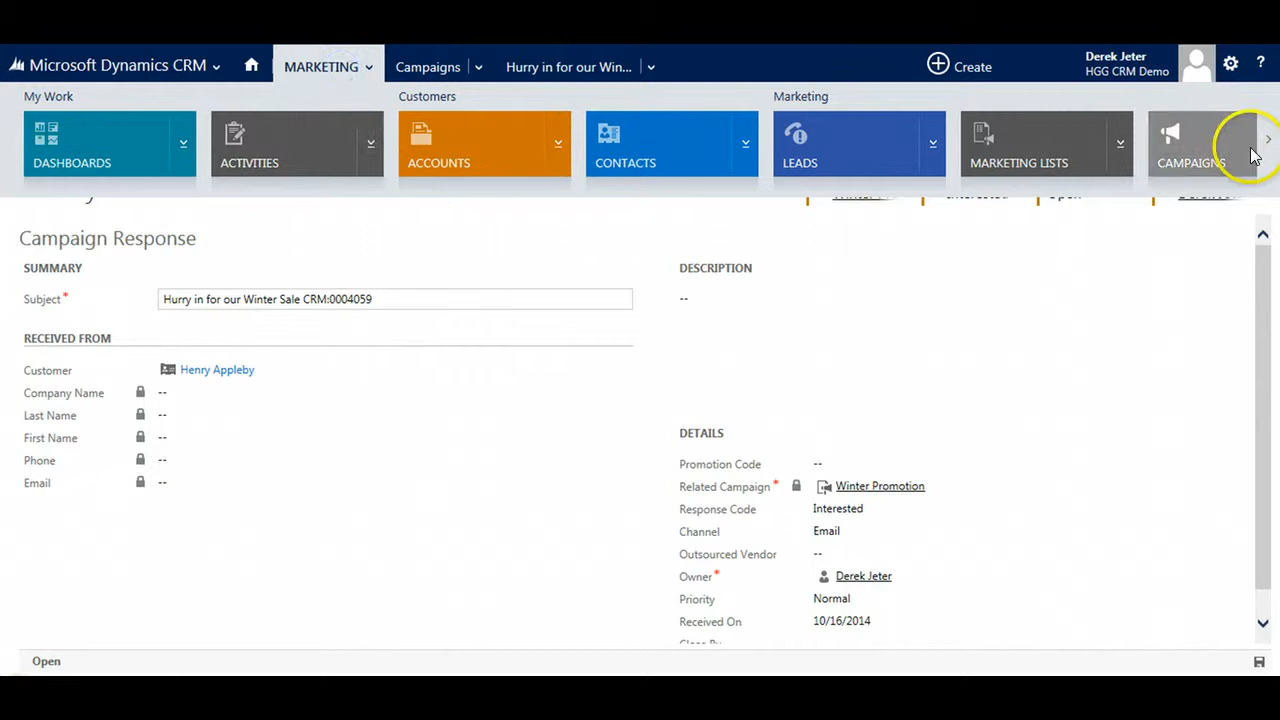 Microsoft Dynamics CRM MARKETING Campaigns Hurry in for our Win... Create Derek Jeter
HGG CRM Demo ?
My Work Customers Marketing
DASHBOARDS ACTIVITIES ACCOUNTS CONTACTS LEADS MARKETING LISTS CAMPAIGNS
Campaign Response
SUMMARY DESCRIPTION
Subject* Hurry in for our Winter Sale CRM:0004059 --
RECEIVED FROM
Customer Henry Appleby
Company Name --
Last Name --
First Name --
Phone --
Email --
DETAILS
Promotion Code --
Related Campaign* Winter Promotion
Response Code Interested
Channel Email
Outsourced Vendor --
Owner* Derek Jeter
Priority Normal
Received On 10/16/2014
Open